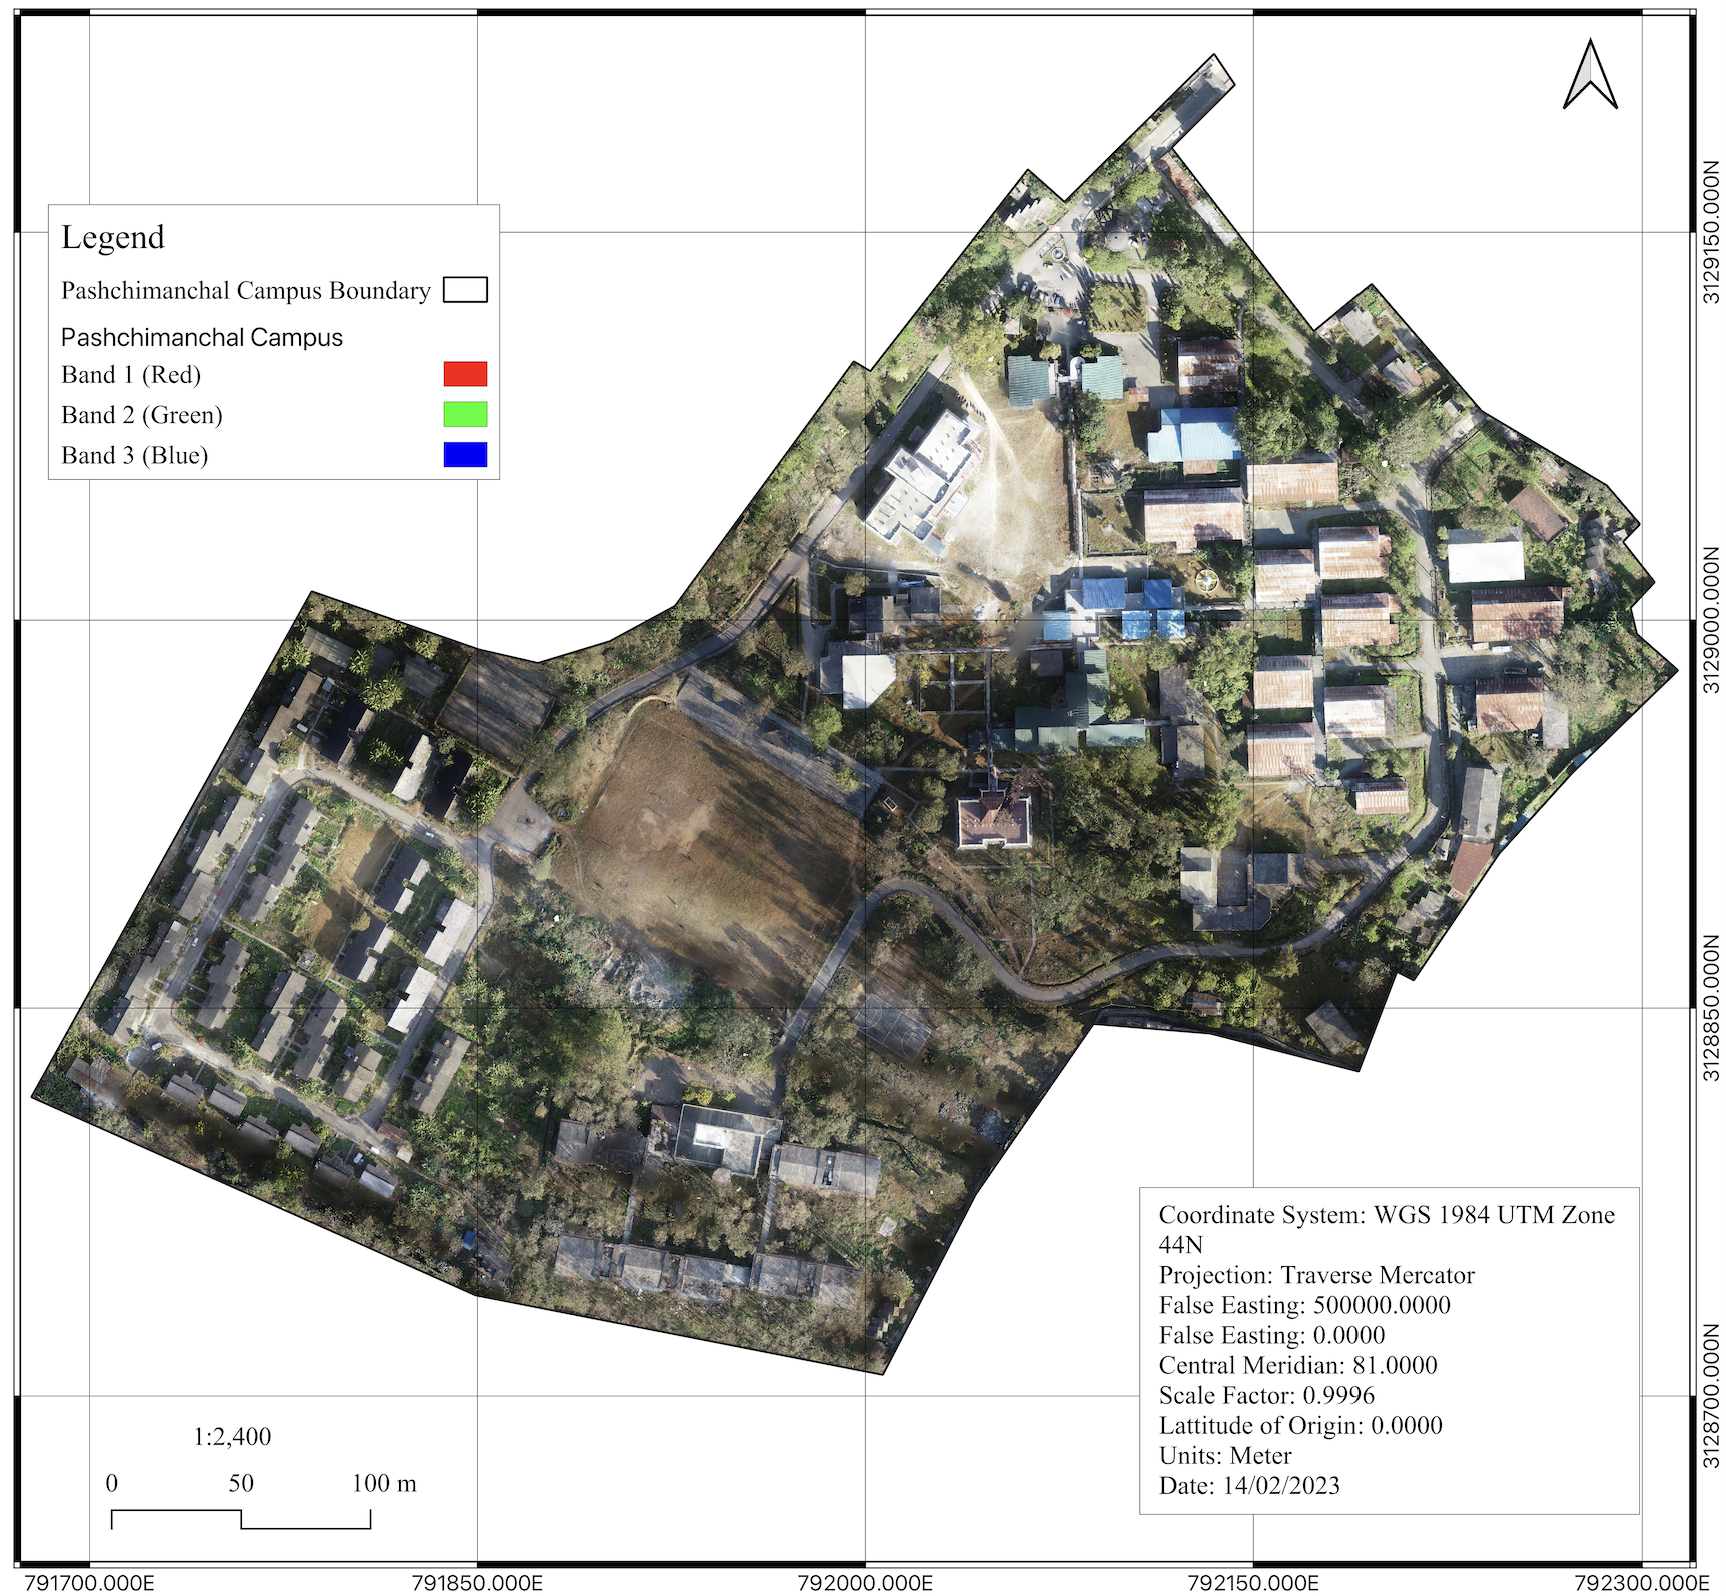 Legend
Pashchimanchal Campus Boundary
Pashchimanchal Campus
Band 1 (Red)
Band 2 (Green)
Band 3 (Blue)
3129150.000N
3129000.000N
3128850.000N
3128700.000N
Coordinate System: WGS 1984 UTM Zone
44N
Projection: Traverse Mercator
False Easting: 500000.0000
False Easting: 0.0000
Central Meridian: 81.0000
Scale Factor: 0.9996
Lattitude of Origin: 0.0000
Units: Meter
Date: 14/02/2023
1:2,400
0 50 100 m
791700.000E 791850.000E 792000.000E 792150.000E 792300.000E